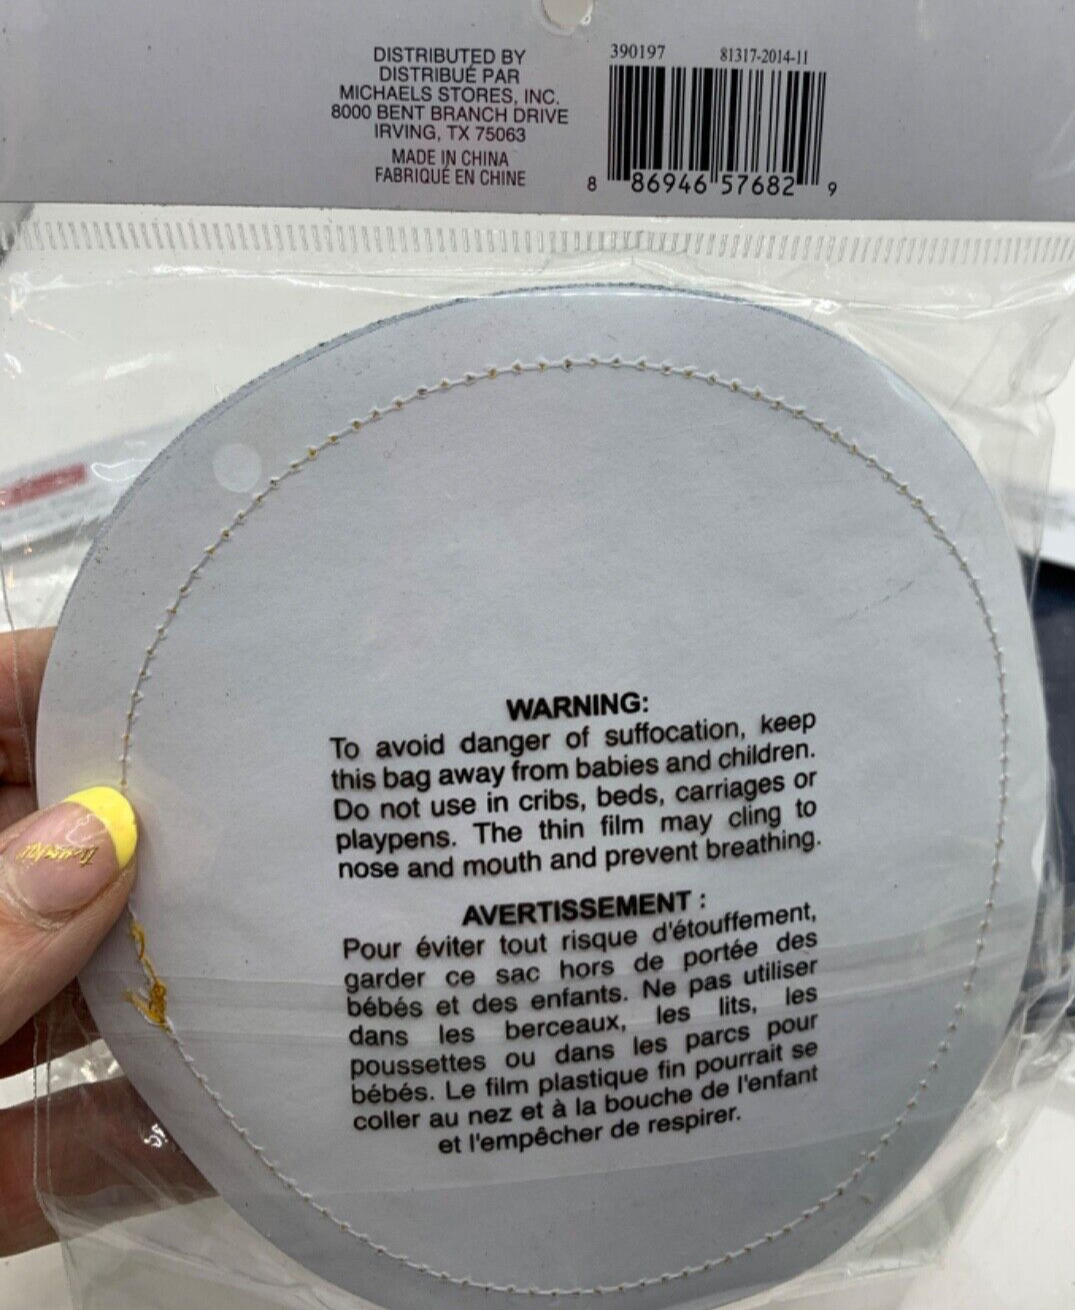 DISTRIBUTED BY
DISTRIBUÉ PAR
MICHAELS STORES, INC.
8000 BENT BRANCH DRIVE
IRVING, TX 75063
MADE IN CHINA
FABRIQUÉ EN CHINE
390197 81317-2014-11
8 86946 57682 9
WARNING:
To avoid danger of suffocation, keep
this bag away from babies and children.
Do not use in cribs, beds, carriages or
playpens. The thin film may cling to
nose and mouth and prevent breathing.
AVERTISSEMENT :
Pour éviter tout risque d'étouffement,
garder ce sac hors de portée des
bébés et des enfants. Ne pas utiliser
dans les berceaux, les lits, les
poussettes ou dans les parcs pour
bébés. Le film plastique fin pourrait se
coller au nez et à la bouche de l'enfant
et l'empêcher de respirer.